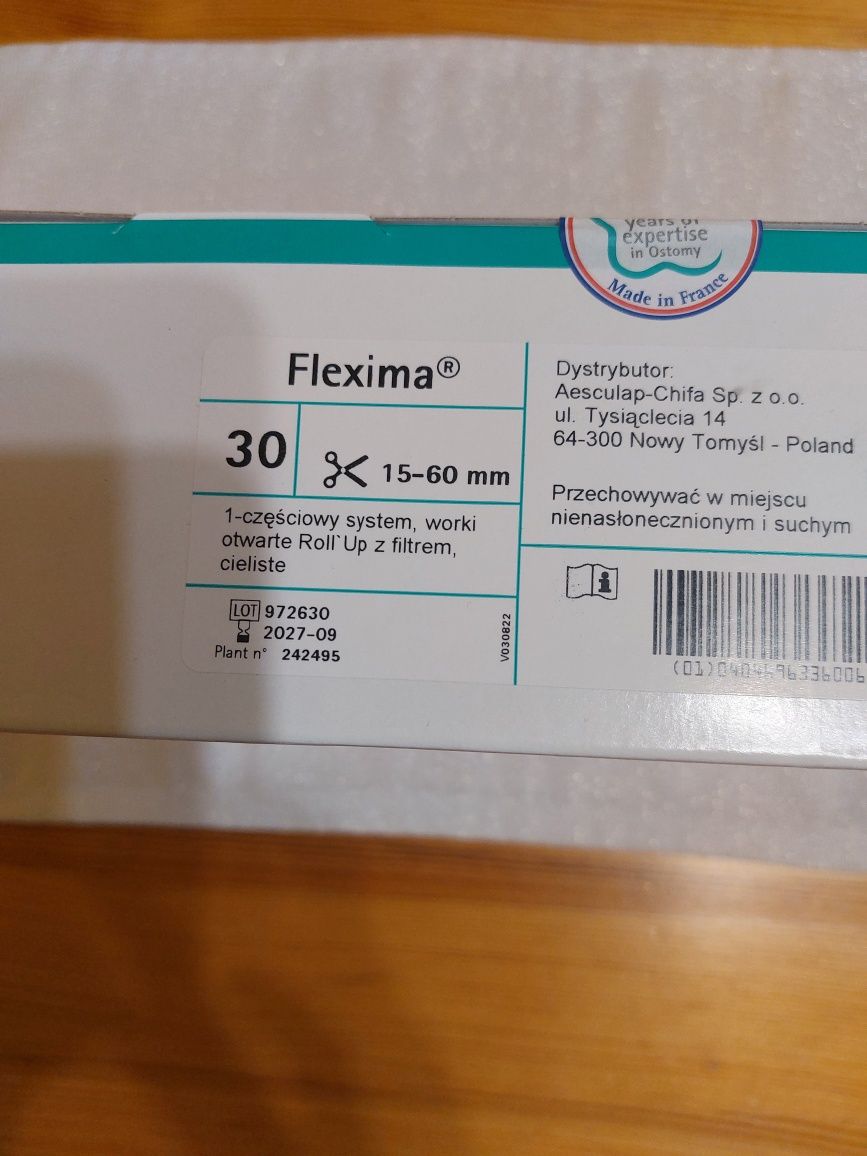 years of
expertise
in Ostomy
Made in France
Flexima®
30
15-60 mm
1-częściowy system, worki
otwarte Roll`Up z filtrem,
cieliste
LOT 972630
2027-09
Plant n° 242495
V030822
Dystrybutor:
Aesculap-Chifa Sp. z o.o.
ul. Tysiąclecia 14
64-300 Nowy Tomyśl - Poland
Przechowywać w miejscu
nienasłonecznionym i suchym